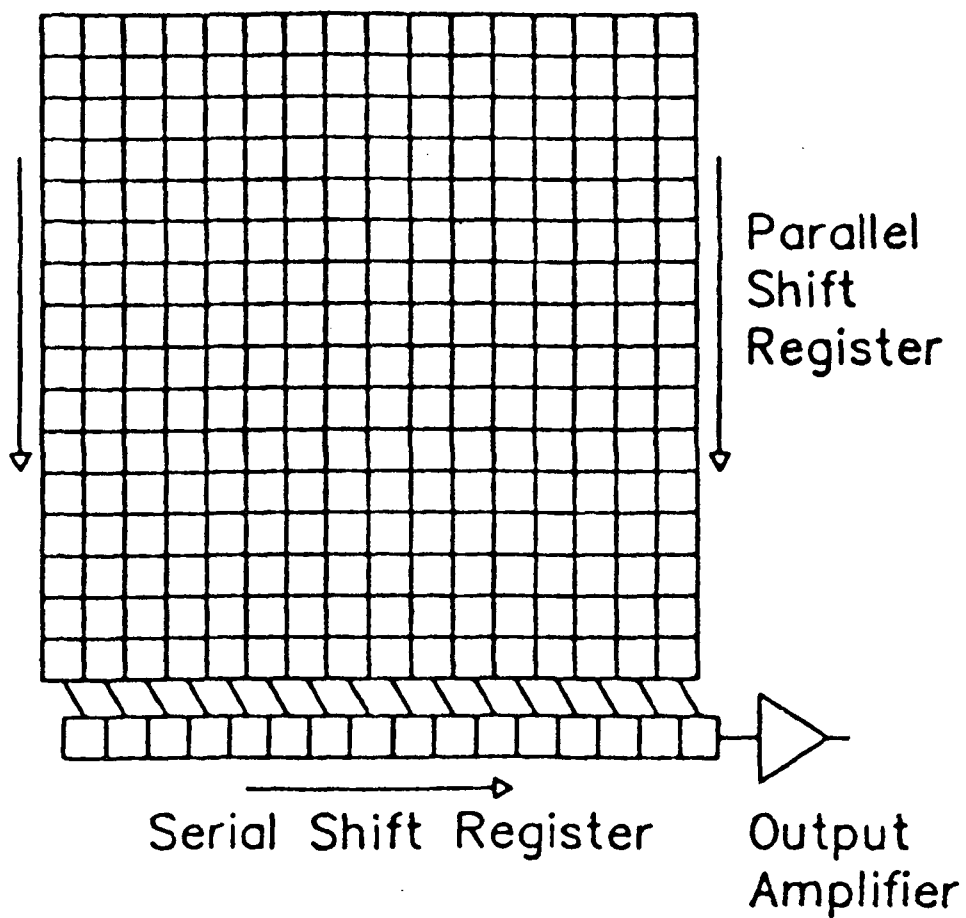 Parallel
Shift
Register
Serial Shift Register
Output
Amplifier